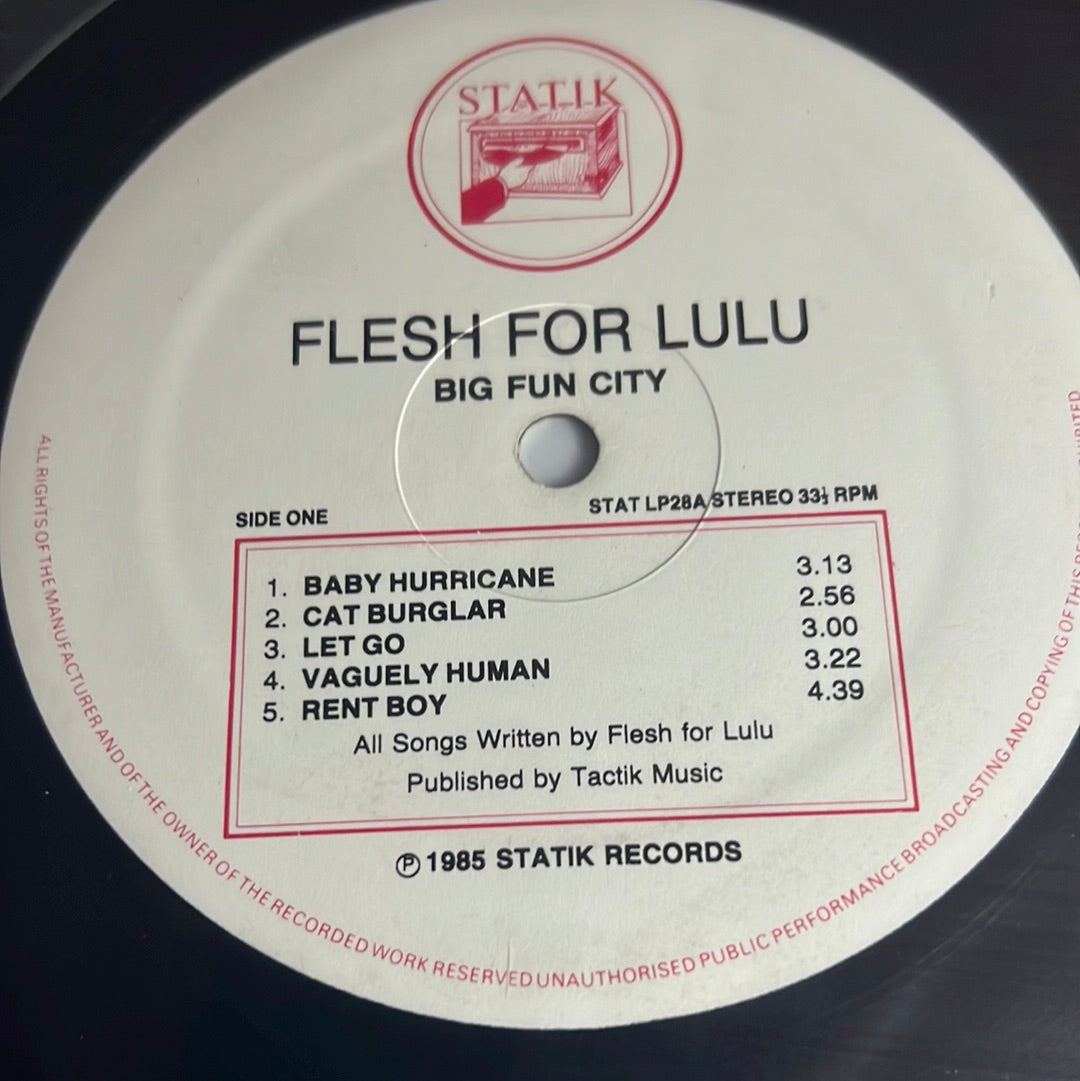 STATIK
FLESH FOR LULU
BIG FUN CITY
SIDE ONE
STAT LP28A/STEREO 33⅓ RPM
1. BABY HURRICANE 3.13
2. CAT BURGLAR 2.56
3. LET GO 3.00
4. VAGUELY HUMAN 3.22
5. RENT BOY 4.39
All Songs Written by Flesh for Lulu
Published by Tactik Music
℗ 1985 STATIK RECORDS
ALL RIGHTS OF THE MANUFACTURER AND OF THE OWNER OF THE RECORDED WORK RESERVED UNAUTHORISED PUBLIC PERFORMANCE BROADCASTING AND COPYING OF THIS